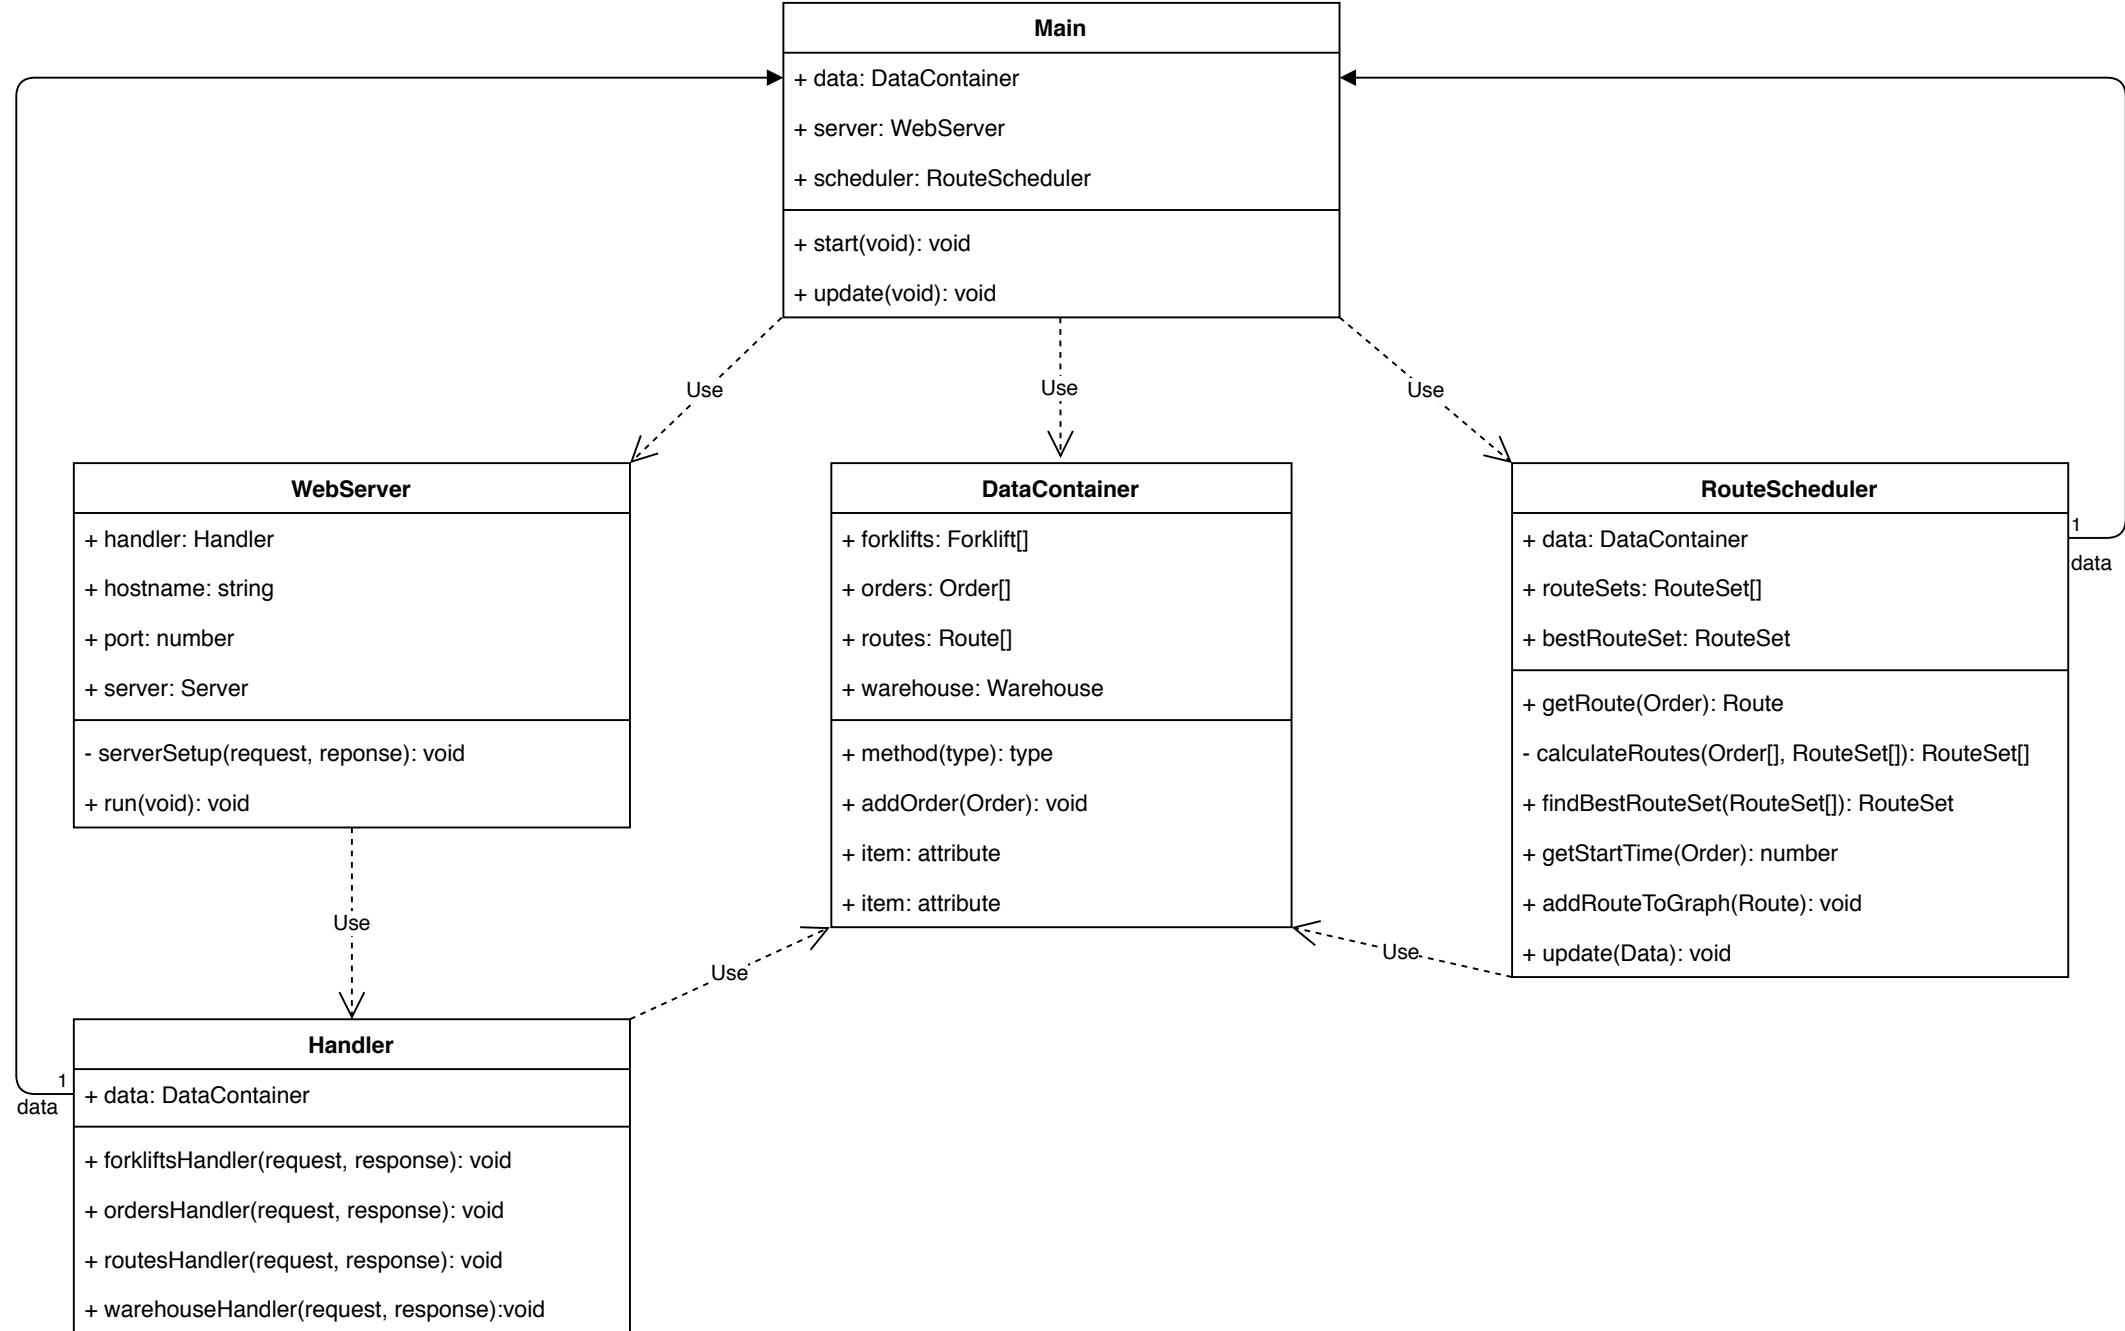 Main
+ data: DataContainer
+ server: WebServer
+ scheduler: RouteScheduler
+ start(void): void
+ update(void): void
Use
Use
Use
WebServer
+ handler: Handler
+ hostname: string
+ port: number
+ server: Server
- serverSetup(request, reponse): void
+ run(void): void
DataContainer
+ forklifts: Forklift[]
+ orders: Order[]
+ routes: Route[]
+ warehouse: Warehouse
+ method(type): type
+ addOrder(Order): void
+ item: attribute
+ item: attribute
RouteScheduler
+ data: DataContainer
+ routeSets: RouteSet[]
+ bestRouteSet: RouteSet
+ getRoute(Order): Route
- calculateRoutes(Order[], RouteSet[]): RouteSet[]
+ findBestRouteSet(RouteSet[]): RouteSet
+ getStartTime(Order): number
+ addRouteToGraph(Route): void
+ update(Data): void
1
data
Use
Use
Use
Handler
+ data: DataContainer
+ forkliftsHandler(request, response): void
+ ordersHandler(request, response): void
+ routesHandler(request, response): void
+ warehouseHandler(request, response):void
1
data